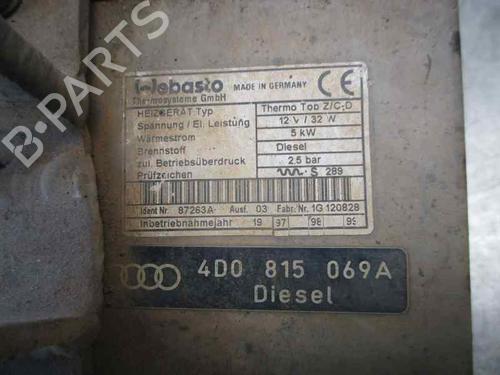 Webasto
Thermosysteme GmbH
MADE IN GERMANY
CE
HEIZGERÄT Typ Thermo Top Z/C-D
Spannung / El. Leistung 12 V / 32 W
Wärmestrom 5 kW
Brennstoff Diesel
zul. Betriebsüberdruck 2,5 bar
Prüfzeichen S 289
Ident Nr. 87263A Ausf. 03 Fabr. Nr. 1G 120828
Inbetriebnahmejahr 19 97 98 99
4D0 815 069A
Diesel
B-PARTS